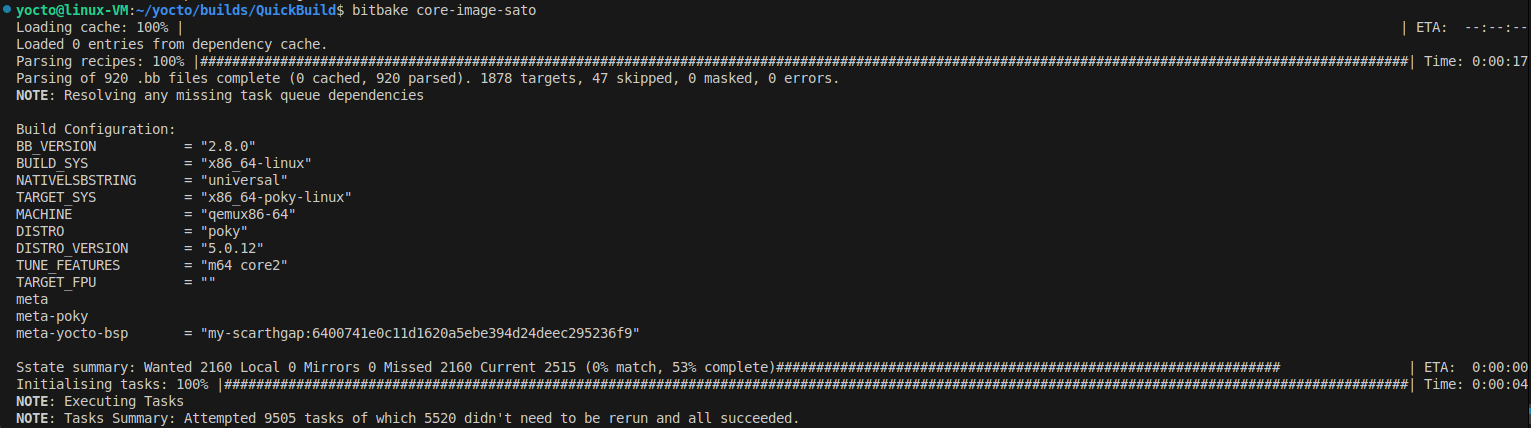 yocto@linux-VM:~/yocto/builds/QuickBuild$ bitbake core-image-sato
Loading cache: 100% |                                                                                                                                                        | ETA:  --:--:--
Loaded 0 entries from dependency cache.
Parsing recipes: 100% |#######################################################################################################################################################| Time: 0:00:17
Parsing of 920 .bb files complete (0 cached, 920 parsed). 1878 targets, 47 skipped, 0 masked, 0 errors.
NOTE: Resolving any missing task queue dependencies

Build Configuration:
BB_VERSION           = "2.8.0"
BUILD_SYS            = "x86_64-linux"
NATIVELSBSTRING      = "universal"
TARGET_SYS           = "x86_64-poky-linux"
MACHINE              = "qemux86-64"
DISTRO               = "poky"
DISTRO_VERSION       = "5.0.12"
TUNE_FEATURES        = "m64 core2"
TARGET_FPU           = ""
meta
meta-poky
meta-yocto-bsp       = "my-scarthgap:6400741e0c11d1620a5ebe394d24deec295236f9"

Sstate summary: Wanted 2160 Local 0 Mirrors 0 Missed 2160 Current 2515 (0% match, 53% complete)###############################################################                | ETA:  0:00:00
Initialising tasks: 100% |####################################################################################################################################################| Time: 0:00:04
NOTE: Executing Tasks
NOTE: Tasks Summary: Attempted 9505 tasks of which 5520 didn't need to be rerun and all succeeded.